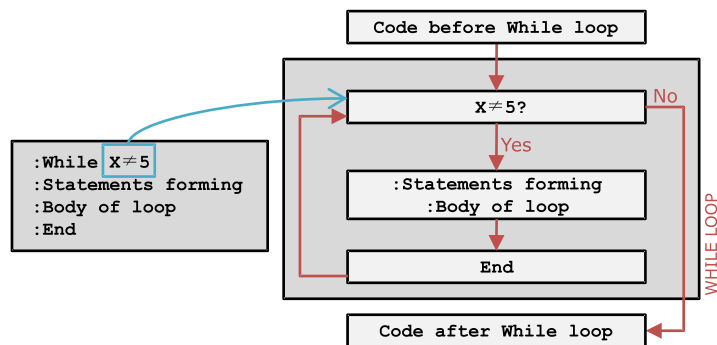 Code before While loop
X≠5?
No
Yes
:While X≠5
:Statements forming
:Body of loop
:End
:Statements forming
:Body of loop
End
WHILE LOOP
Code after While loop